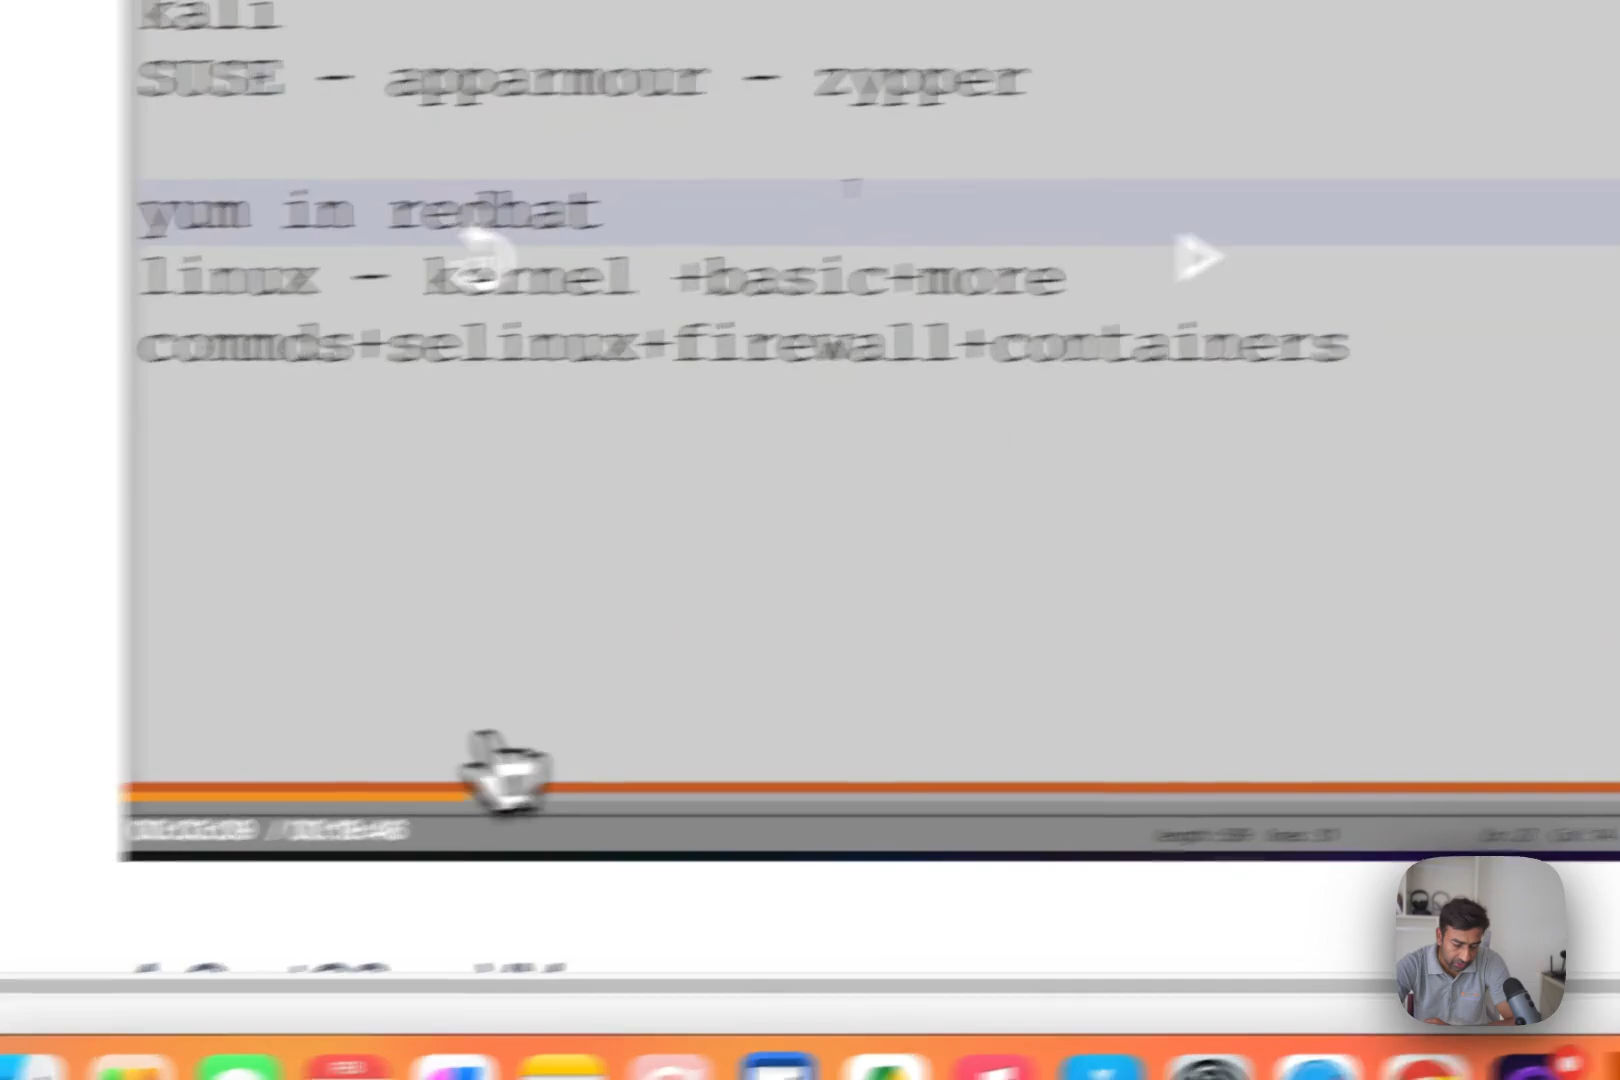 kali
SUSE - apparmour - zypper
yum in redhat
linux - kernel +basic+more
commds+selinux+firewall+containers